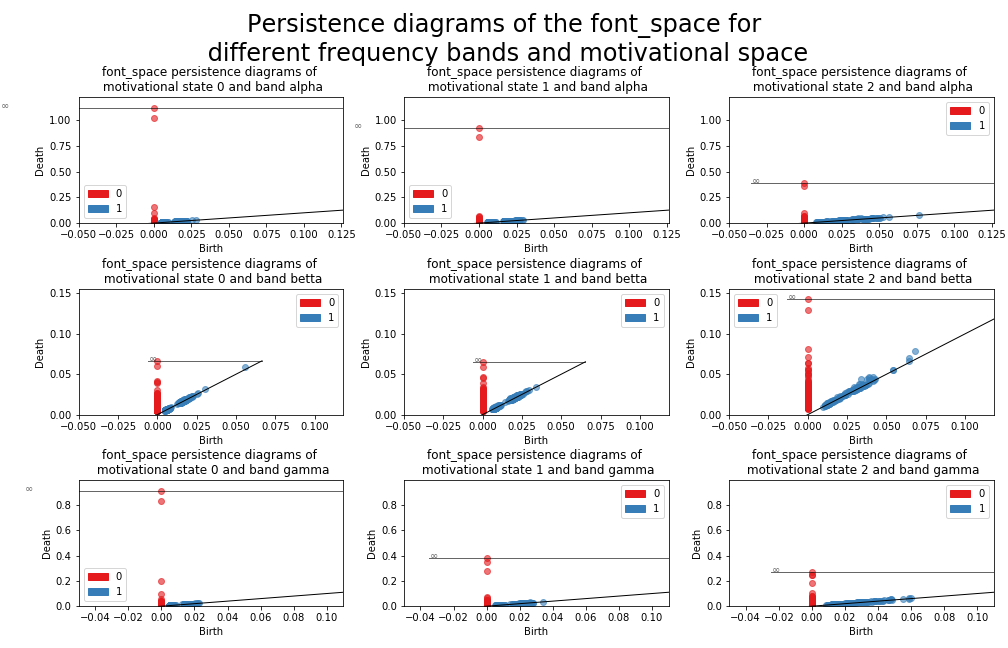 Persistence diagrams of the font_space for
different frequency bands and motivational space
font_space persistence diagrams of
motivational state 0 and band alpha
∞
1.00
0.75
0.50
0.25
0.00
Death
0
1
−0.050 −0.025 0.000 0.025 0.050 0.075 0.100 0.125
Birth
font_space persistence diagrams of
motivational state 1 and band alpha
∞
1.00
0.75
0.50
0.25
0.00
Death
0
1
−0.050 −0.025 0.000 0.025 0.050 0.075 0.100 0.125
Birth
font_space persistence diagrams of
motivational state 2 and band alpha
∞
1.00
0.75
0.50
0.25
0.00
Death
0
1
−0.050 −0.025 0.000 0.025 0.050 0.075 0.100 0.125
Birth
font_space persistence diagrams of
motivational state 0 and band betta
∞
0.15
0.10
0.05
0.00
Death
0
1
−0.050 −0.025 0.000 0.025 0.050 0.075 0.100
Birth
font_space persistence diagrams of
motivational state 1 and band betta
∞
0.15
0.10
0.05
0.00
Death
0
1
−0.050 −0.025 0.000 0.025 0.050 0.075 0.100
Birth
font_space persistence diagrams of
motivational state 2 and band betta
∞
0.15
0.10
0.05
0.00
Death
0
1
−0.050 −0.025 0.000 0.025 0.050 0.075 0.100
Birth
font_space persistence diagrams of
motivational state 0 and band gamma
∞
0.8
0.6
0.4
0.2
0.0
Death
0
1
−0.04 −0.02 0.00 0.02 0.04 0.06 0.08 0.10
Birth
font_space persistence diagrams of
motivational state 1 and band gamma
∞
0.8
0.6
0.4
0.2
0.0
Death
0
1
−0.04 −0.02 0.00 0.02 0.04 0.06 0.08 0.10
Birth
font_space persistence diagrams of
motivational state 2 and band gamma
∞
0.8
0.6
0.4
0.2
0.0
Death
0
1
−0.04 −0.02 0.00 0.02 0.04 0.06 0.08 0.10
Birth